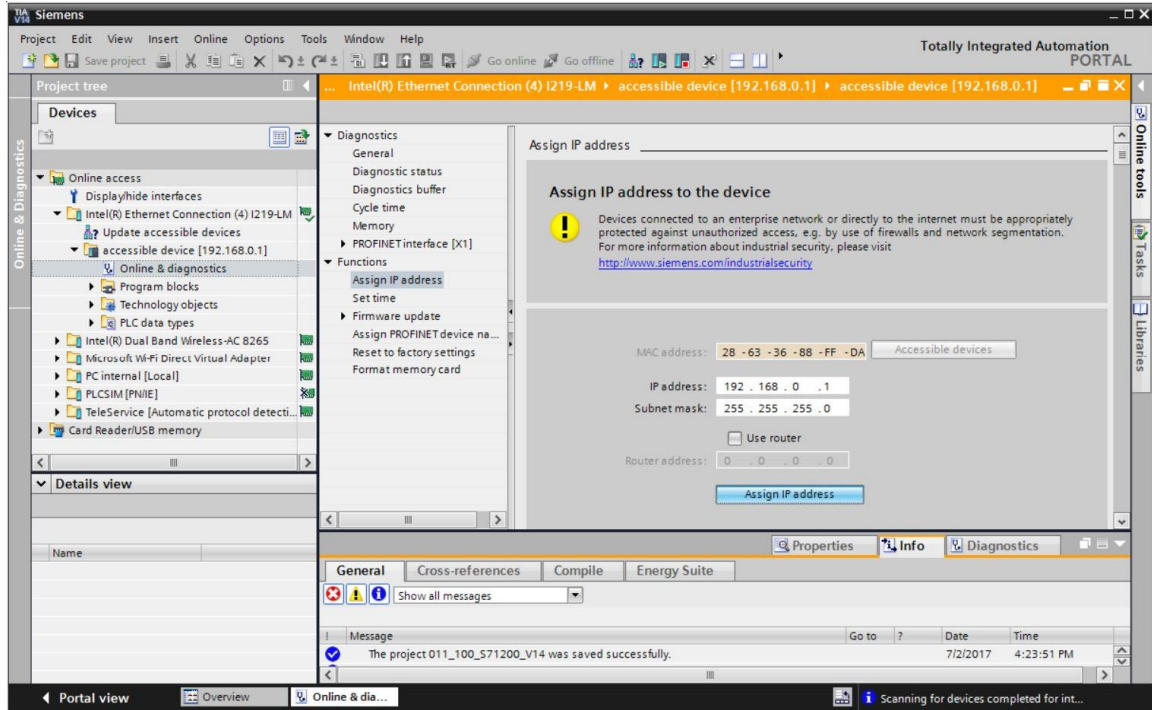 TIA V14 Siemens
Project Edit View Insert Online Options Tools Window Help
Totally Integrated Automation
PORTAL
Save project Go online Go offline
Project tree
... Intel(R) Ethernet Connection (4) I219-LM accessible device [192.168.0.1] accessible device [192.168.0.1]
Devices
Online & Diagnostics
Online access
Display/hide interfaces
Intel(R) Ethernet Connection (4) I219-LM
Update accessible devices
accessible device [192.168.0.1]
Online & diagnostics
Program blocks
Technology objects
PLC data types
Intel(R) Dual Band Wireless-AC 8265
Microsoft Wi-Fi Direct Virtual Adapter
PC internal [Local]
PLCSIM [PN/IE]
TeleService [Automatic protocol detecti...
Card Reader/USB memory
Details view
Name
Diagnostics
General
Diagnostic status
Diagnostics buffer
Cycle time
Memory
PROFINET interface [X1]
Functions
Assign IP address
Set time
Firmware update
Assign PROFINET device na...
Reset to factory settings
Format memory card
Assign IP address
Assign IP address to the device
Devices connected to an enterprise network or directly to the internet must be appropriately
protected against unauthorized access, e.g. by use of firewalls and network segmentation.
For more information about industrial security, please visit
http://www.siemens.com/industrialsecurity
MAC address: 28 -63 -36 -88 -FF -DA Accessible devices
IP address: 192 . 168 . 0 . 1
Subnet mask: 255 . 255 . 255 . 0
Use router
Router address: 0 . 0 . 0 . 0
Assign IP address
Online tools
Tasks
Libraries
Properties Info Diagnostics
General Cross-references Compile Energy Suite
Show all messages
! Message Go to ? Date Time
The project 011_100_S71200_V14 was saved successfully. 7/2/2017 4:23:51 PM
Portal view Overview Online & dia... Scanning for devices completed for int...